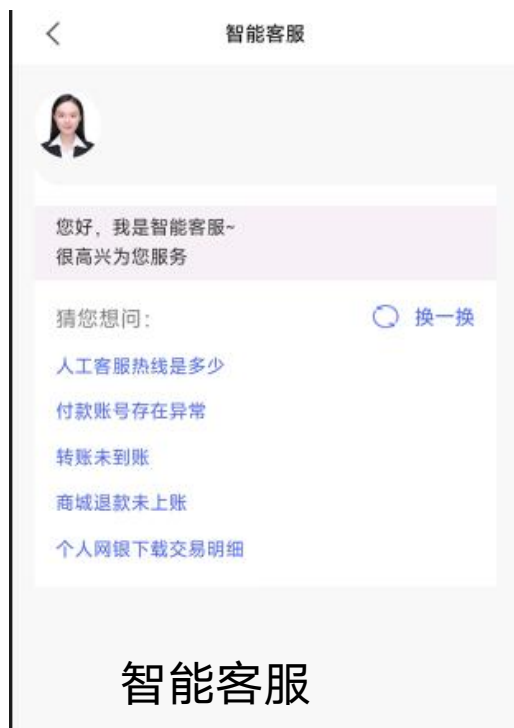 智能客服
您好，我是智能客服~
很高兴为您服务
猜您想问：
换一换
人工客服热线是多少
付款账号存在异常
转账未到账
商城退款未上账
个人网银下载交易明细
智能客服